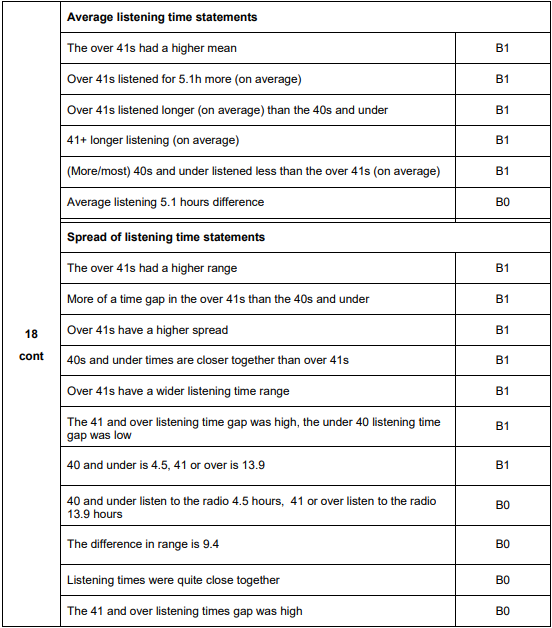 Average listening time statements
The over 41s had a higher mean B1
Over 41s listened for 5.1h more (on average) B1
Over 41s listened longer (on average) than the 40s and under B1
41+ longer listening (on average) B1
(More/most) 40s and under listened less than the over 41s (on average) B1
Average listening 5.1 hours difference B0
Spread of listening time statements
The over 41s had a higher range B1
More of a time gap in the over 41s than the 40s and under B1
Over 41s have a higher spread B1
18
cont
40s and under times are closer together than over 41s B1
Over 41s have a wider listening time range B1
The 41 and over listening time gap was high, the under 40 listening time
gap was low B1
40 and under is 4.5, 41 or over is 13.9 B1
40 and under listen to the radio 4.5 hours, 41 or over listen to the radio
13.9 hours B0
The difference in range is 9.4 B0
Listening times were quite close together B0
The 41 and over listening times gap was high B0